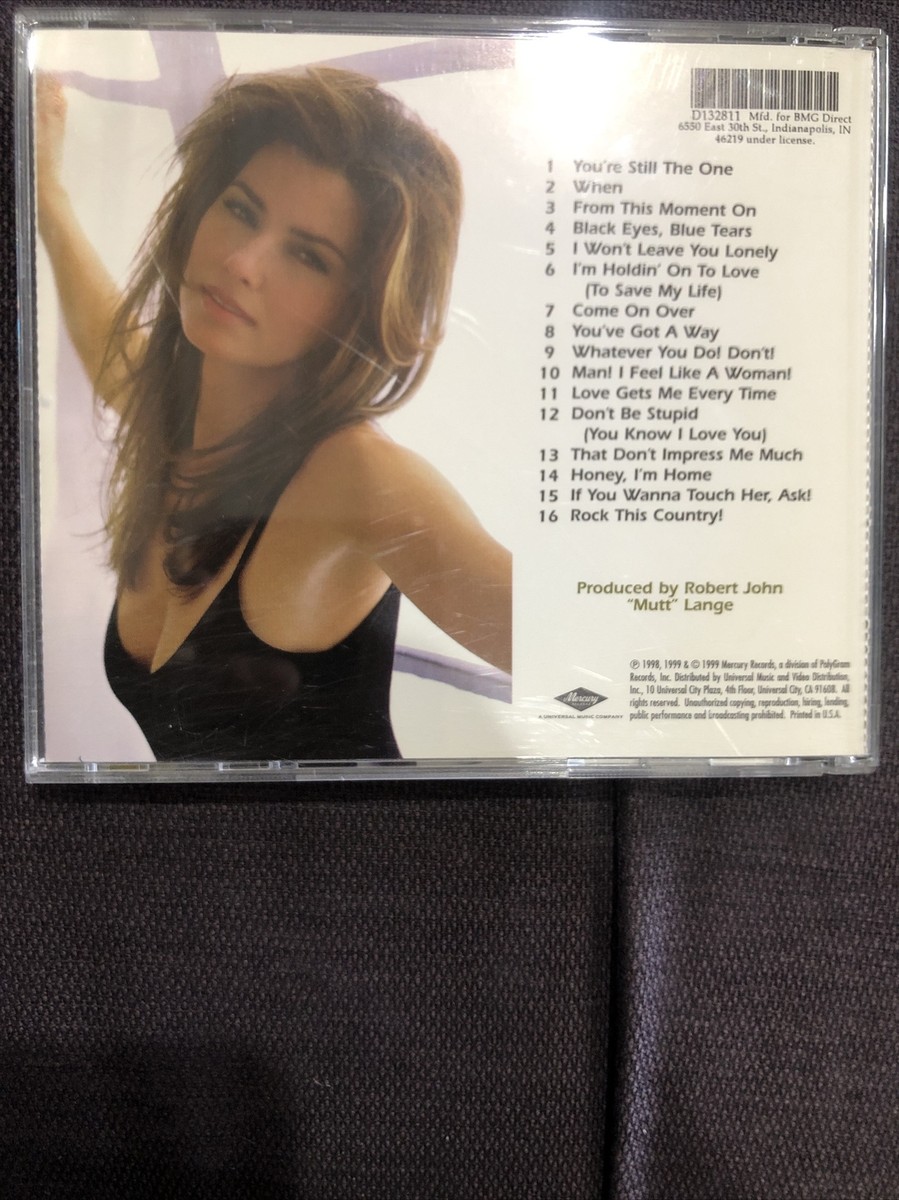 D132811 Mfd. for BMG Direct
6550 East 30th St., Indianapolis, IN
46219 under license.
1 You're Still The One
2 When
3 From This Moment On
4 Black Eyes, Blue Tears
5 I Won't Leave You Lonely
6 I'm Holdin' On To Love
(To Save My Life)
7 Come On Over
8 You've Got A Way
9 Whatever You Do! Don't!
10 Man! I Feel Like A Woman!
11 Love Gets Me Every Time
12 Don't Be Stupid
(You Know I Love You)
13 That Don't Impress Me Much
14 Honey, I'm Home
15 If You Wanna Touch Her, Ask!
16 Rock This Country!
Produced by Robert John
"Mutt" Lange
Mercury
A UNIVERSAL MUSIC COMPANY
℗ 1998, 1999 & © 1999 Mercury Records, a division of PolyGram
Records, Inc. Distributed by Universal Music and Video Distribution,
Inc., 10 Universal City Plaza, 4th Floor, Universal City, CA 91608. All
rights reserved. Unauthorized copying, reproduction, hiring, lending,
public performance and broadcasting prohibited. Printed in U.S.A.